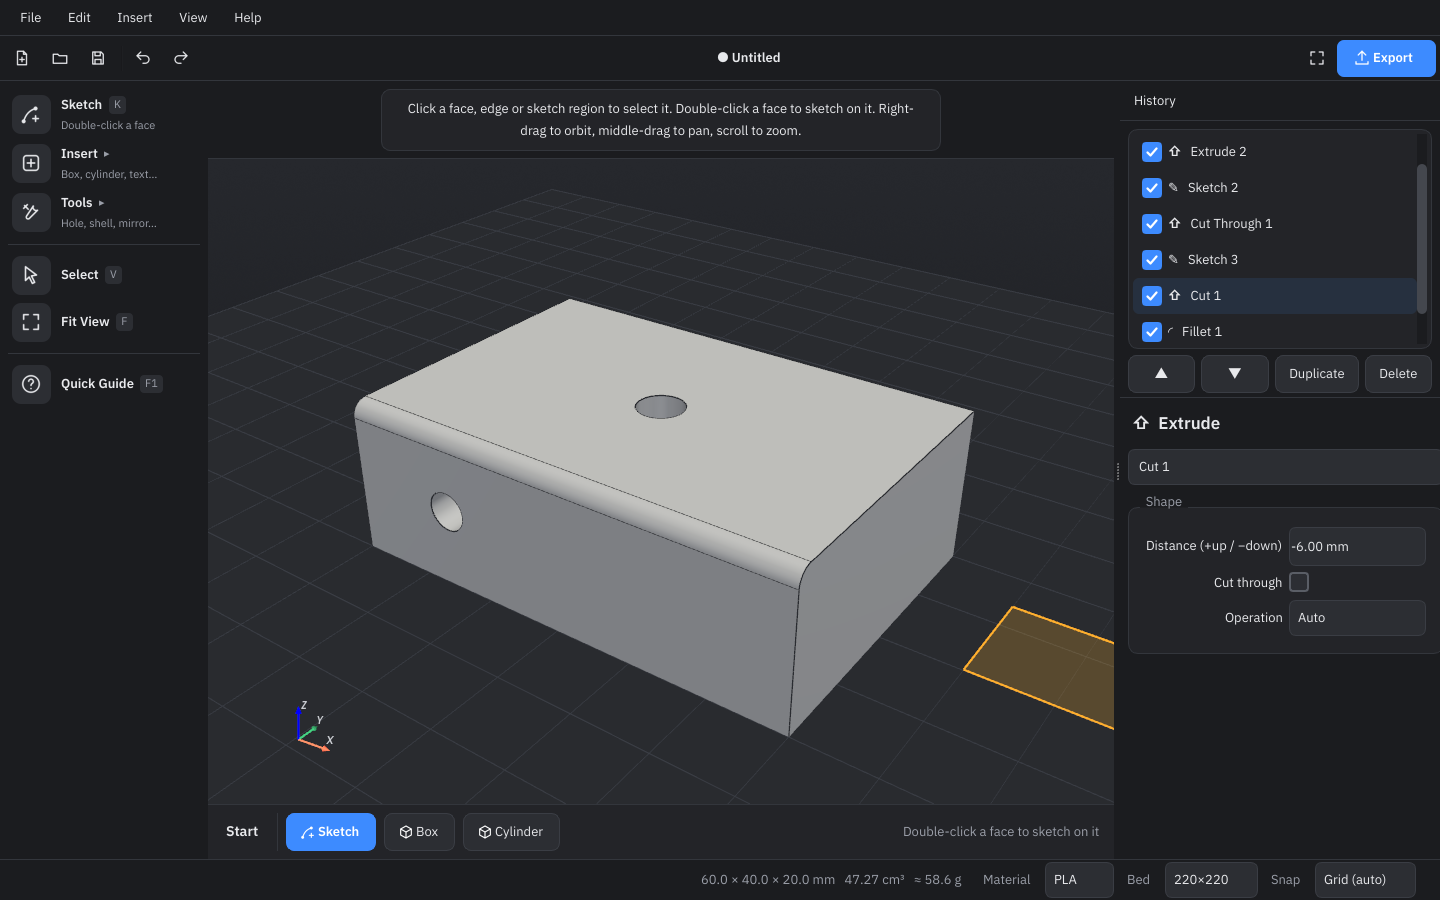 File Edit Insert View Help
Untitled
Export
Sketch K
Double-click a face
Insert
Box, cylinder, text...
Tools
Hole, shell, mirror...
Select V
Fit View F
Quick Guide F1
Click a face, edge or sketch region to select it. Double-click a face to sketch on it. Right-
drag to orbit, middle-drag to pan, scroll to zoom.
Z
Y
X
Start Sketch Box Cylinder Double-click a face to sketch on it
History
Extrude 2
Sketch 2
Cut Through 1
Sketch 3
Cut 1
Fillet 1
Duplicate Delete
Extrude
Cut 1
Shape
Distance (+up / −down) -6.00 mm
Cut through
Operation Auto
60.0 × 40.0 × 20.0 mm 47.27 cm³ ≈ 58.6 g Material PLA Bed 220×220 Snap Grid (auto)